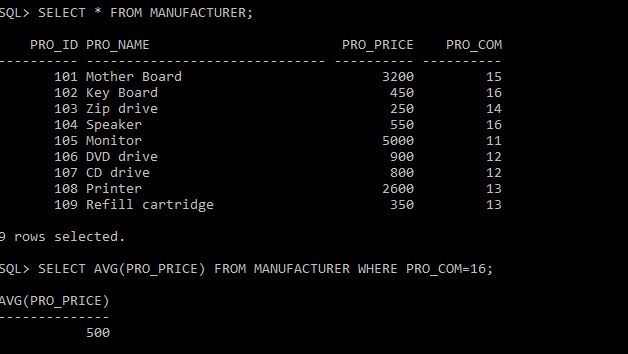 SQL> SELECT * FROM MANUFACTURER;
PRO_ID PRO_NAME PRO_PRICE PRO_COM
---------- ------------------------------ ---------- ----------
101 Mother Board 3200 15
102 Key Board 450 16
103 Zip drive 250 14
104 Speaker 550 16
105 Monitor 5000 11
106 DVD drive 900 12
107 CD drive 800 12
108 Printer 2600 13
109 Refill cartridge 350 13
9 rows selected.
SQL> SELECT AVG(PRO_PRICE) FROM MANUFACTURER WHERE PRO_COM=16;
AVG(PRO_PRICE)
--------------
500